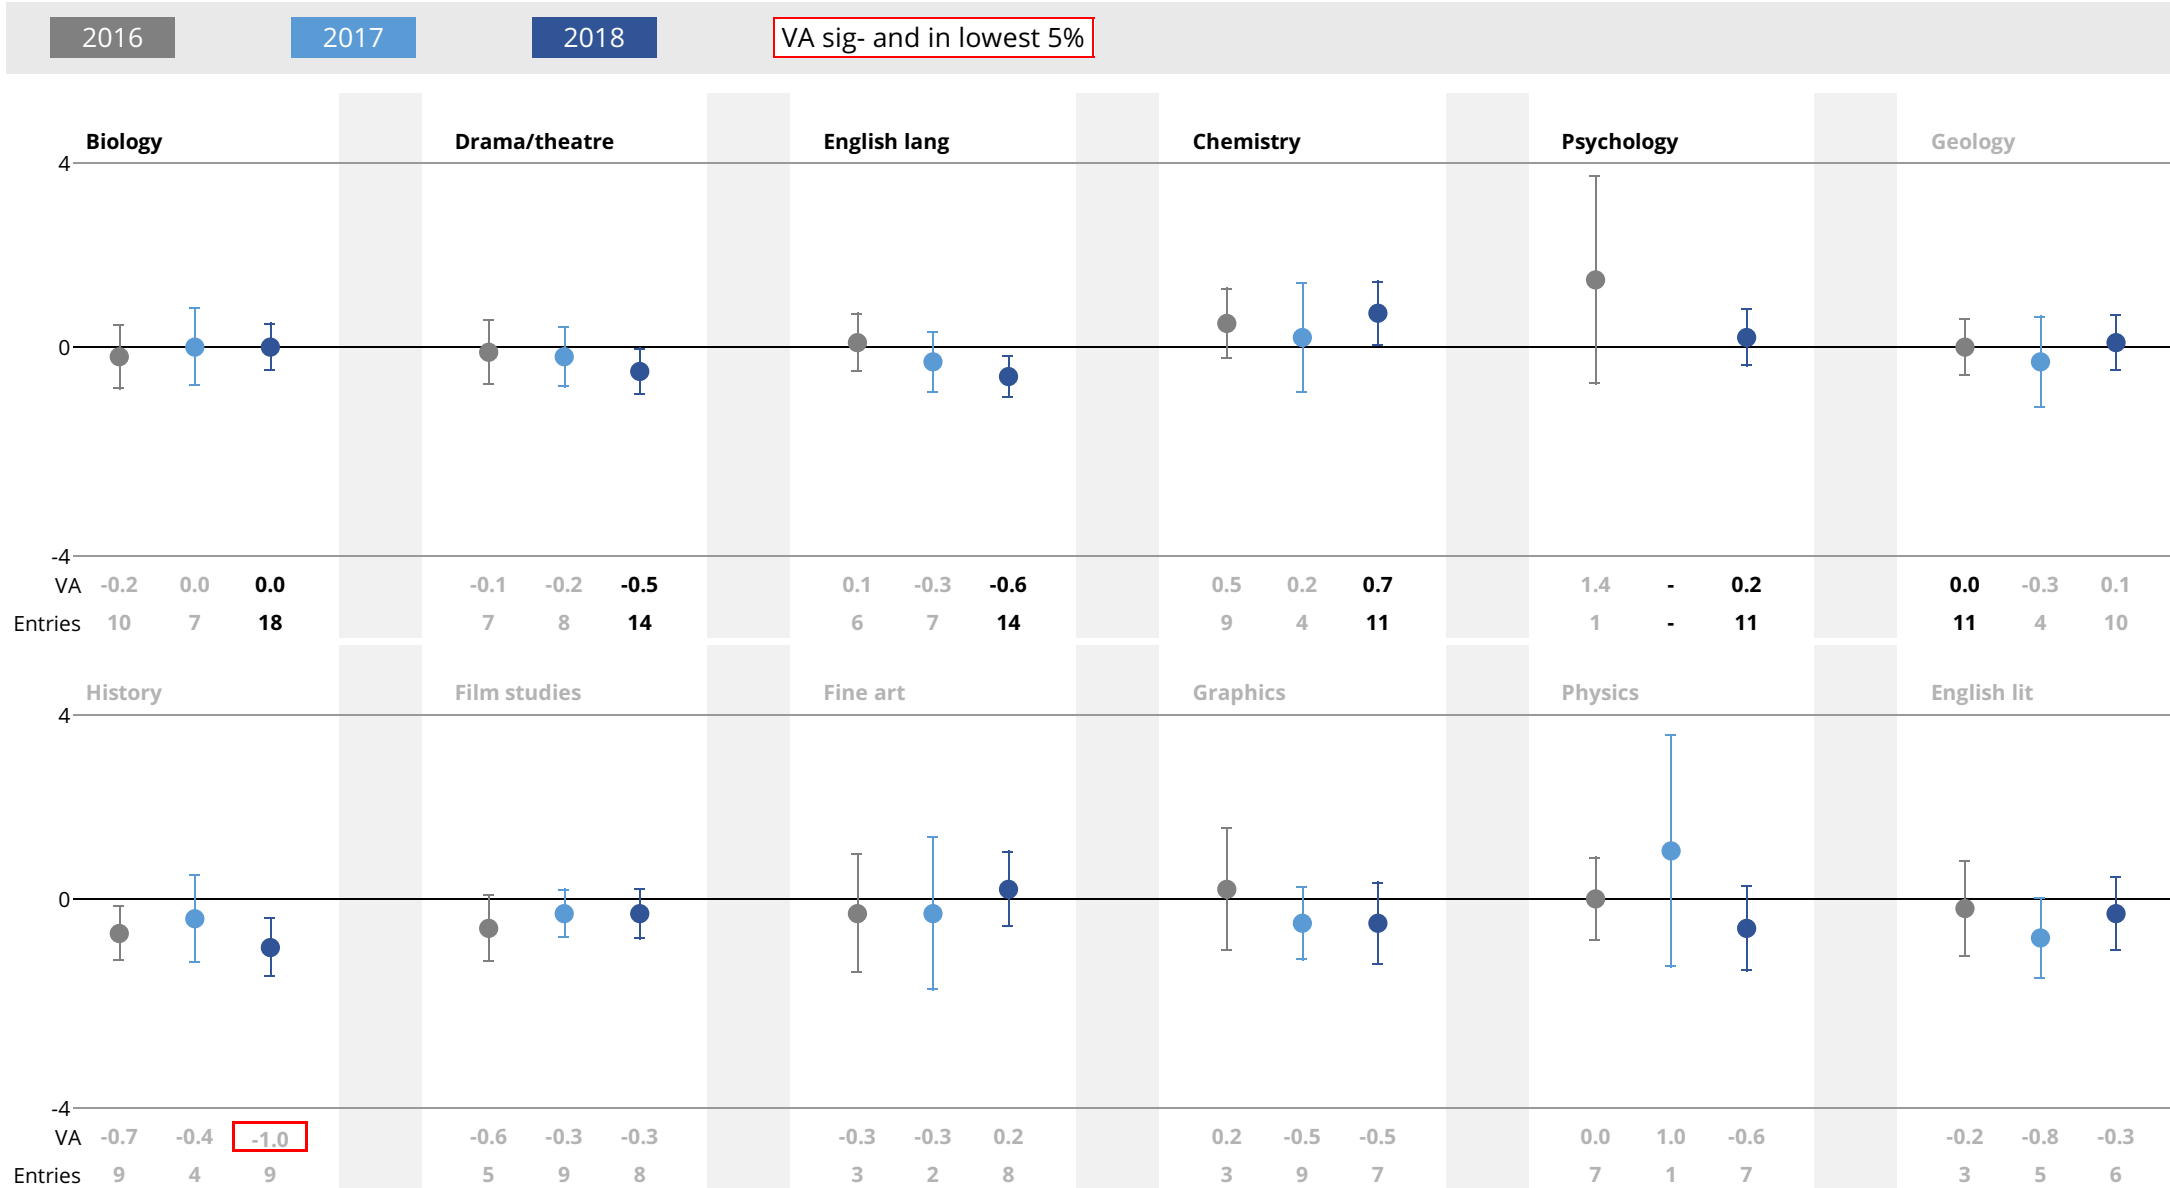 2016 2017 2018 VA sig- and in lowest 5%
Biology Drama/theatre English lang Chemistry Psychology Geology
4
0
-4
VA -0.2 0.0 0.0 -0.1 -0.2 -0.5 0.1 -0.3 -0.6 0.5 0.2 0.7 1.4 - 0.2 0.0 -0.3 0.1
Entries 10 7 18 7 8 14 6 7 14 9 4 11 1 - 11 11 4 10
History Film studies Fine art Graphics Physics English lit
4
0
-4
VA -0.7 -0.4 -1.0 -0.6 -0.3 -0.3 -0.3 -0.3 0.2 0.2 -0.5 -0.5 0.0 1.0 -0.6 -0.2 -0.8 -0.3
Entries 9 4 9 5 9 8 3 2 8 3 9 7 7 1 7 3 5 6